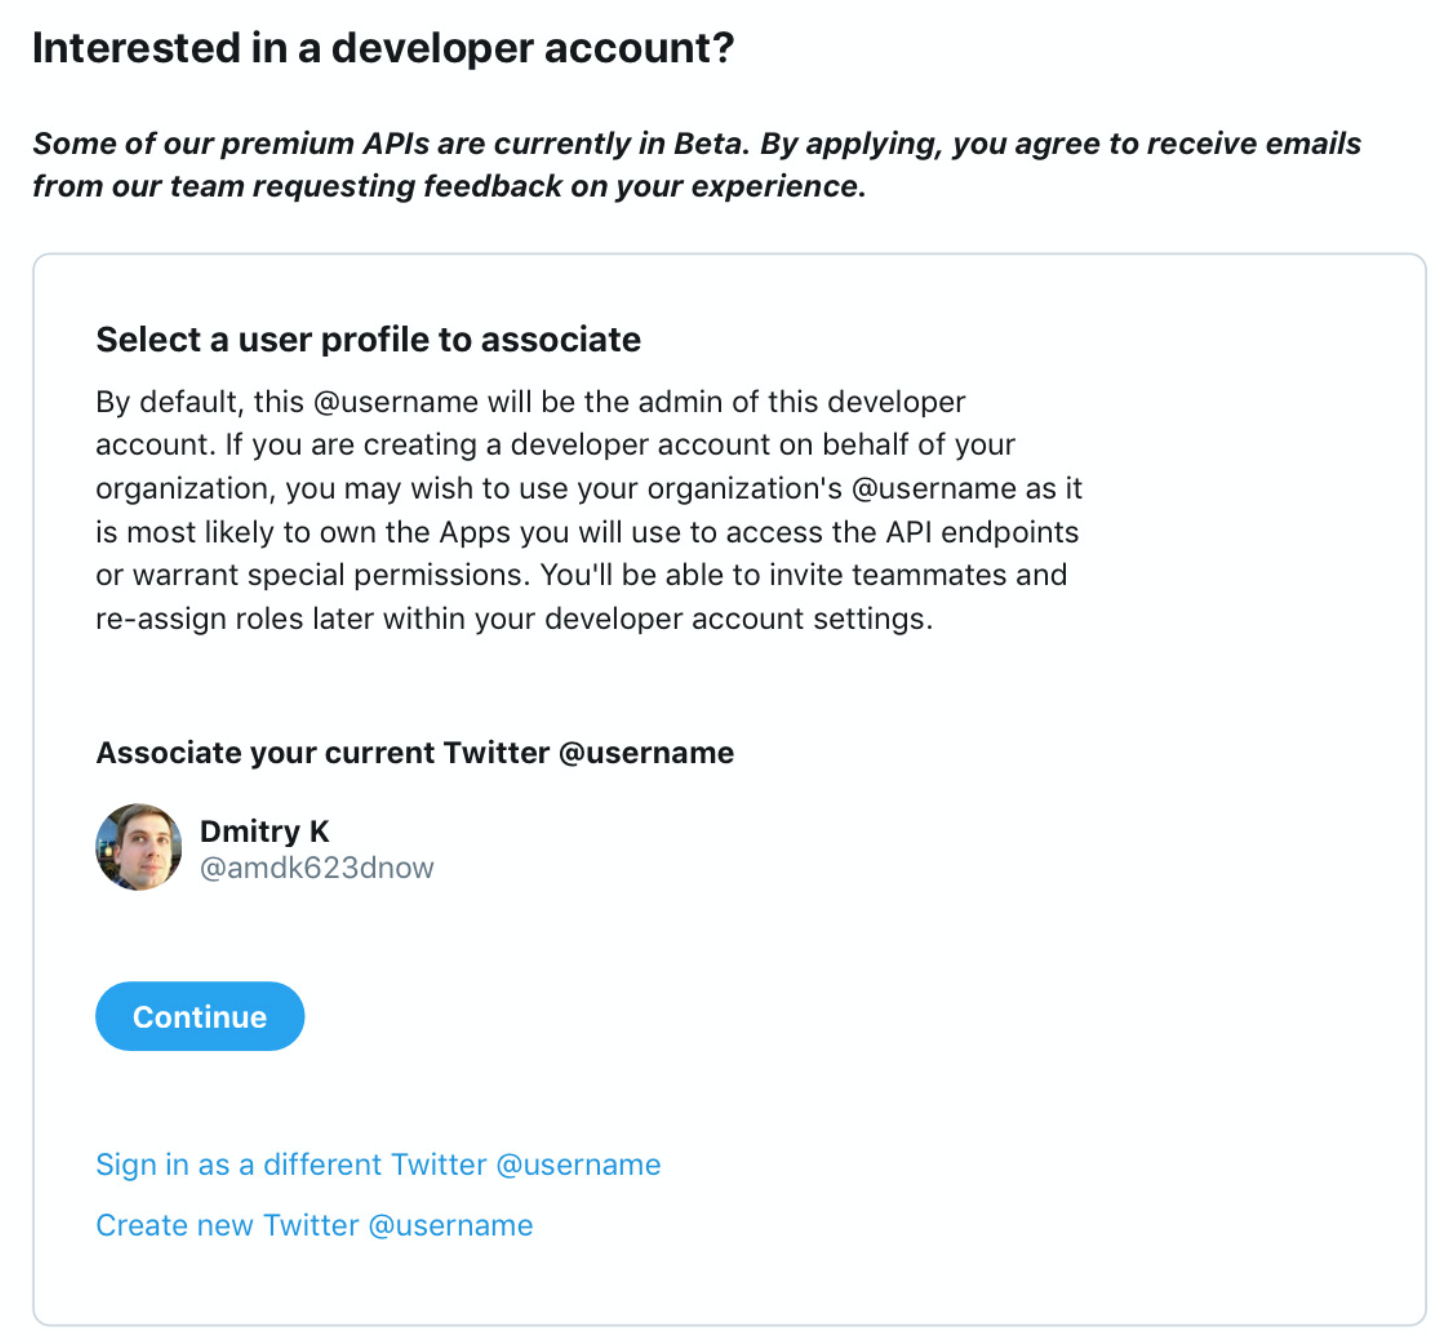 Interested in a developer account?
Some of our premium APIs are currently in Beta. By applying, you agree to receive emails
from our team requesting feedback on your experience.
Select a user profile to associate
By default, this @username will be the admin of this developer
account. If you are creating a developer account on behalf of your
organization, you may wish to use your organization's @username as it
is most likely to own the Apps you will use to access the API endpoints
or warrant special permissions. You'll be able to invite teammates and
re-assign roles later within your developer account settings.
Associate your current Twitter @username
Dmitry K
@amdk623dnow
Continue
Sign in as a different Twitter @username
Create new Twitter @username